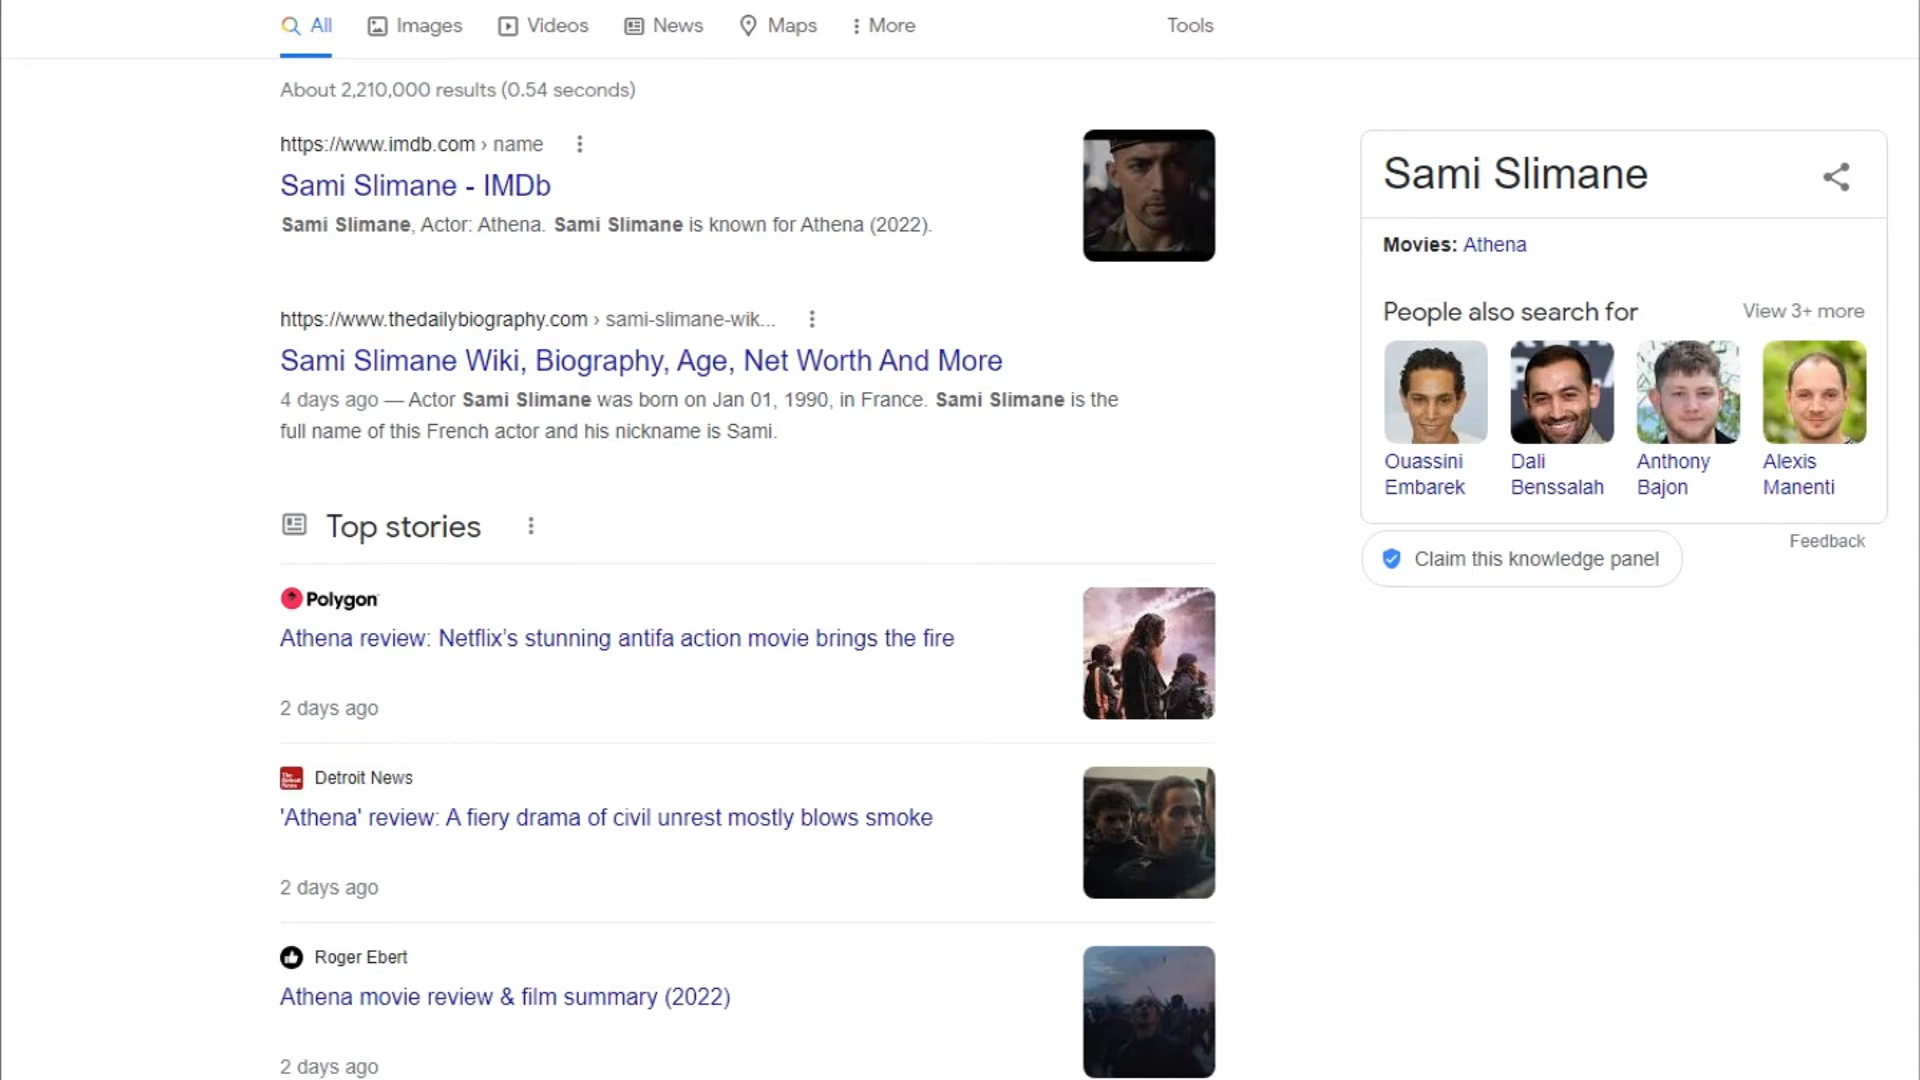 All Images Videos News Maps More Tools
About 2,210,000 results (0.54 seconds)
https://www.imdb.com › name
Sami Slimane - IMDb
Sami Slimane, Actor: Athena. Sami Slimane is known for Athena (2022).
https://www.thedailybiography.com › sami-slimane-wik...
Sami Slimane Wiki, Biography, Age, Net Worth And More
4 days ago — Actor Sami Slimane was born on Jan 01, 1990, in France. Sami Slimane is the
full name of this French actor and his nickname is Sami.
Top stories
Polygon
Athena review: Netflix's stunning antifa action movie brings the fire
2 days ago
The Detroit News
Detroit News
'Athena' review: A fiery drama of civil unrest mostly blows smoke
2 days ago
Roger Ebert
Athena movie review & film summary (2022)
2 days ago
Sami Slimane
Movies: Athena
People also search for View 3+ more
Ouassini Embarek
Dali Benssalah
Anthony Bajon
Alexis Manenti
Feedback
Claim this knowledge panel